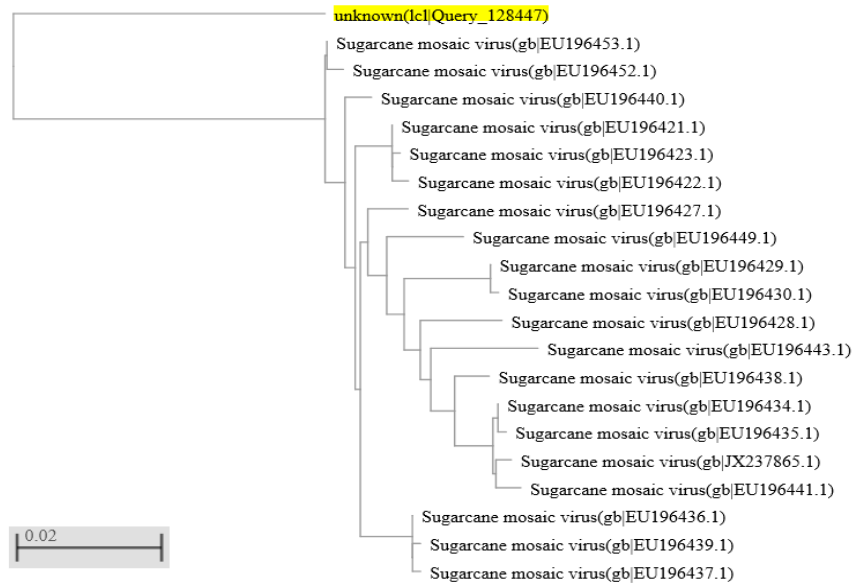 unknown(lcl|Query_128447)
Sugarcane mosaic virus(gb|EU196453.1)
Sugarcane mosaic virus(gb|EU196452.1)
Sugarcane mosaic virus(gb|EU196440.1)
Sugarcane mosaic virus(gb|EU196421.1)
Sugarcane mosaic virus(gb|EU196423.1)
Sugarcane mosaic virus(gb|EU196422.1)
Sugarcane mosaic virus(gb|EU196427.1)
Sugarcane mosaic virus(gb|EU196449.1)
Sugarcane mosaic virus(gb|EU196429.1)
Sugarcane mosaic virus(gb|EU196430.1)
Sugarcane mosaic virus(gb|EU196428.1)
Sugarcane mosaic virus(gb|EU196443.1)
Sugarcane mosaic virus(gb|EU196438.1)
Sugarcane mosaic virus(gb|EU196434.1)
Sugarcane mosaic virus(gb|EU196435.1)
Sugarcane mosaic virus(gb|JX237865.1)
Sugarcane mosaic virus(gb|EU196441.1)
Sugarcane mosaic virus(gb|EU196436.1)
Sugarcane mosaic virus(gb|EU196439.1)
Sugarcane mosaic virus(gb|EU196437.1)
0.02